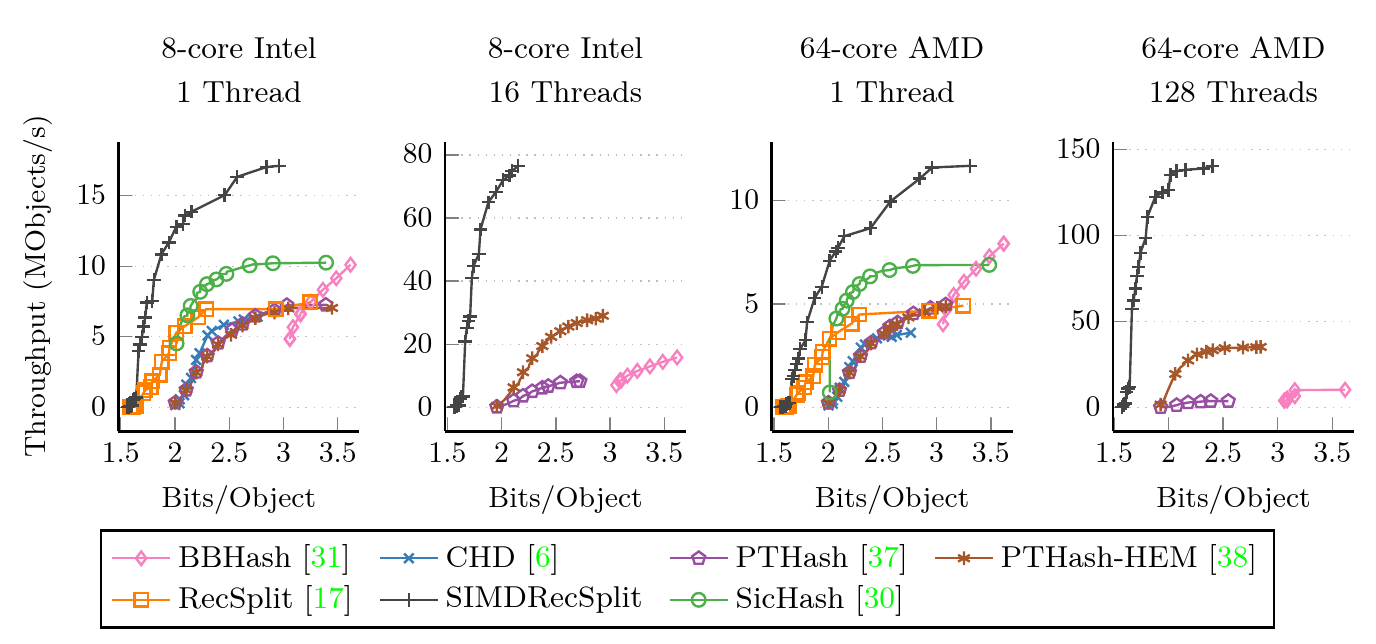 8-core Intel
1 Thread
8-core Intel
16 Threads
64-core AMD
1 Thread
64-core AMD
128 Threads
Throughput (MObjects/s)
15
10
5
0
1.5 2 2.5 3 3.5
Bits/Object
80
60
40
20
0
1.5 2 2.5 3 3.5
Bits/Object
10
5
0
1.5 2 2.5 3 3.5
Bits/Object
150
100
50
0
1.5 2 2.5 3 3.5
Bits/Object
BBHash [31] CHD [6] PTHash [37] PTHash-HEM [38]
RecSplit [17] SIMDRecSplit SicHash [30]